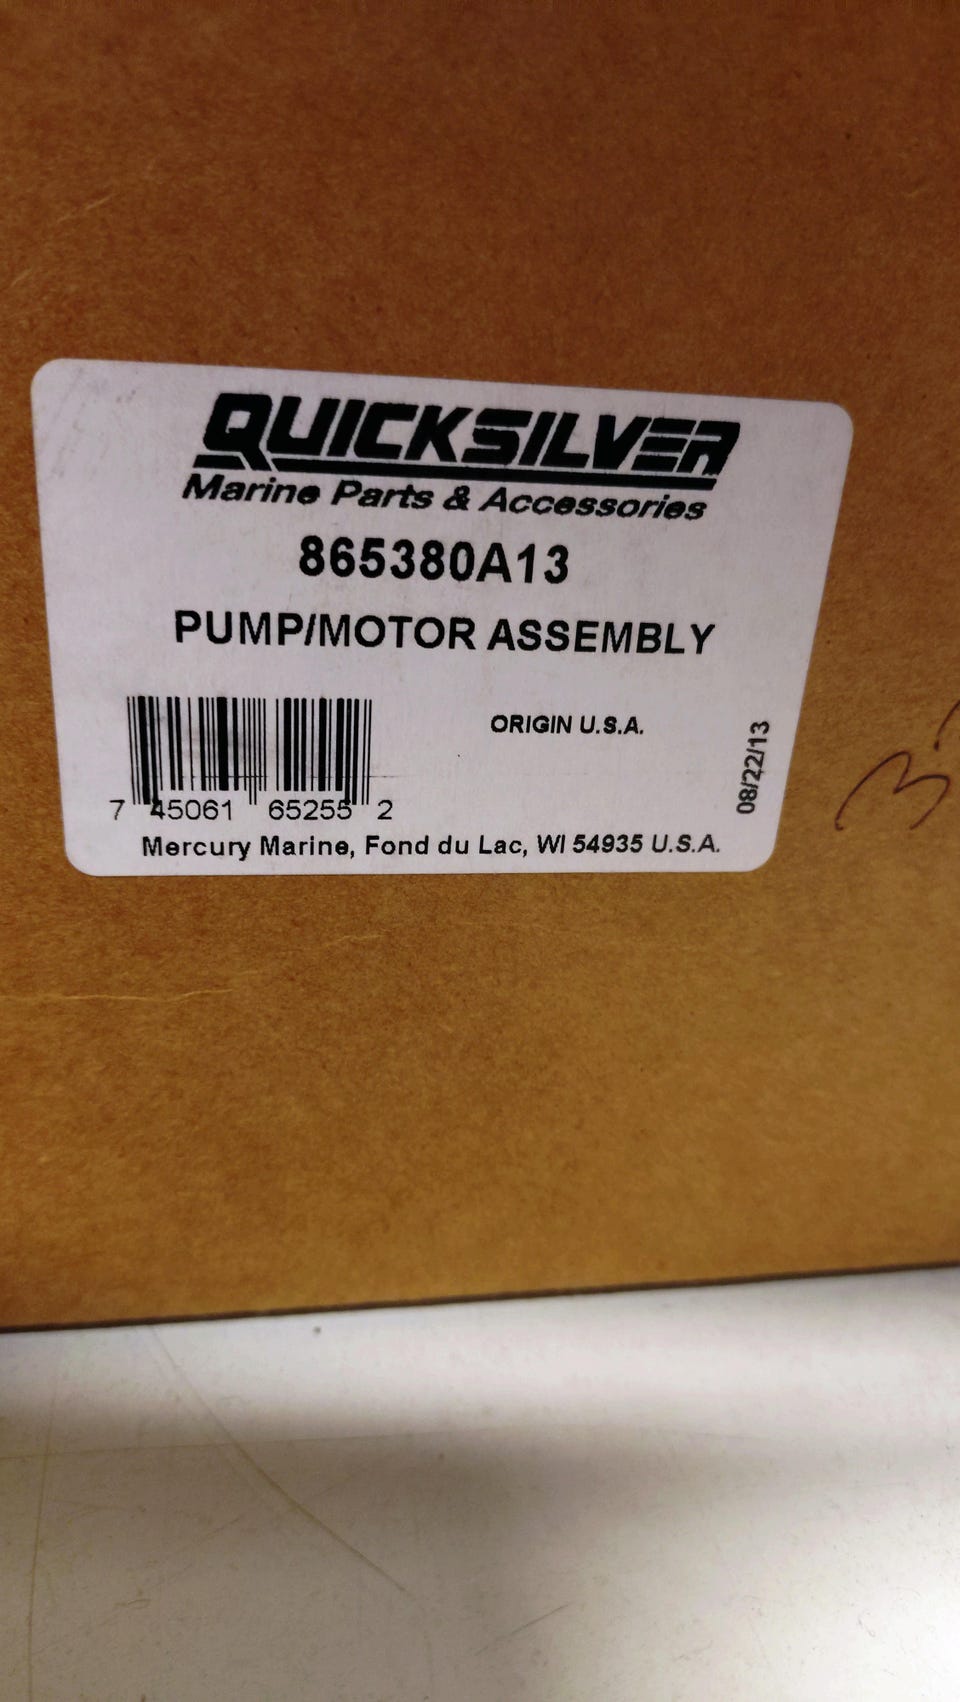 QUICKSILVER
Marine Parts & Accessories
865380A13
PUMP/MOTOR ASSEMBLY
ORIGIN U.S.A.
08/22/13
7 45061 65255 2
Mercury Marine, Fond du Lac, WI 54935 U.S.A.